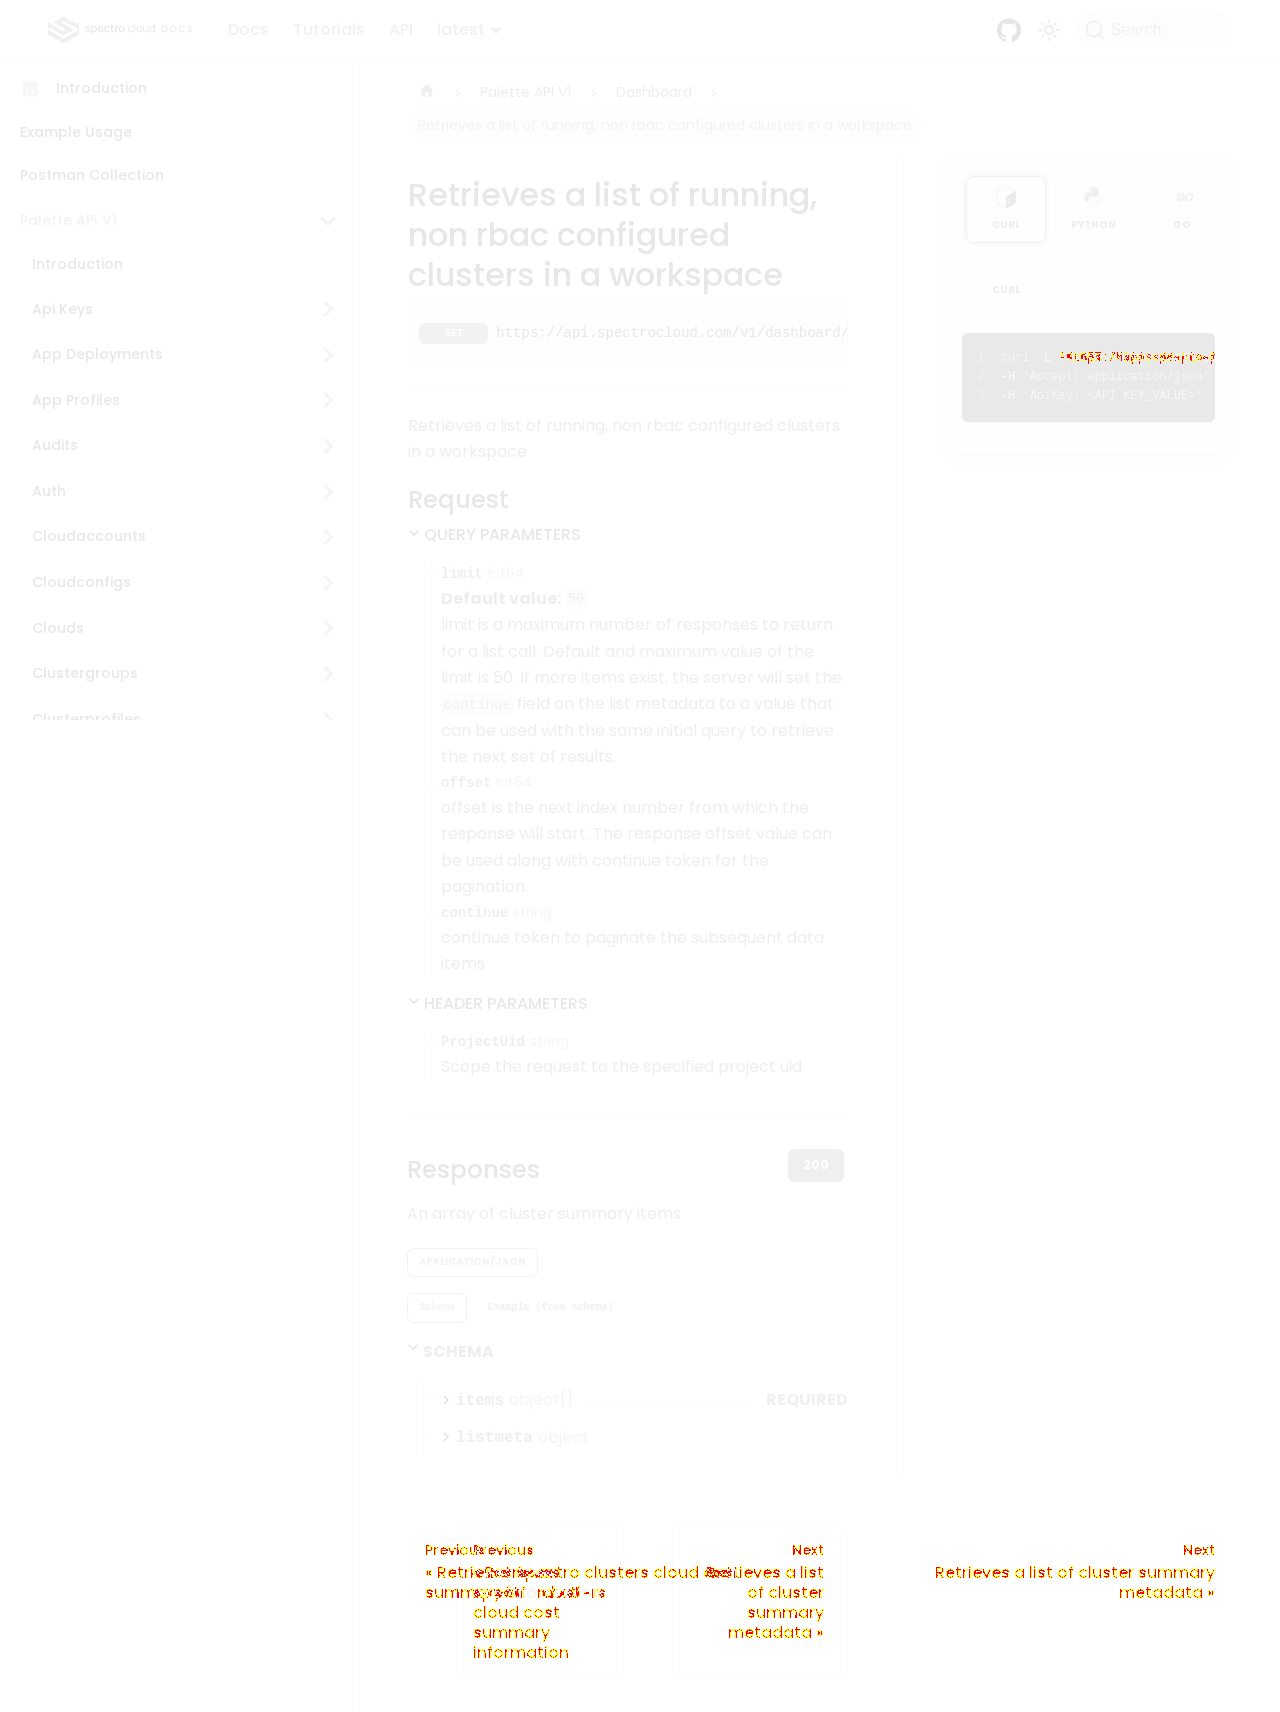 spectro cloud DOCS
Docs Tutorials API latest
Search
Introduction
Example Usage
Postman Collection
Palette API V1
Introduction
Api Keys
App Deployments
App Profiles
Audits
Auth
Cloudaccounts
Cloudconfigs
Clouds
Clustergroups
Clusterprofiles
Palette API V1 Dashboard
Retrieves a list of running, non rbac configured clusters in a workspace
Retrieves a list of running,
non rbac configured
clusters in a workspace
GET https://api.spectrocloud.com/v1/dashboard/
Retrieves a list of running, non rbac configured clusters
in a workspace
Request
QUERY PARAMETERS
limit int64
Default value: 50
limit is a maximum number of responses to return
for a list call. Default and maximum value of the
limit is 50. If more items exist, the server will set the
continue field on the list metadata to a value that
can be used with the same initial query to retrieve
the next set of results.
offset int64
offset is the next index number from which the
response will start. The response offset value can
be used along with continue token for the
pagination.
continue string
continue token to paginate the subsequent data
items
HEADER PARAMETERS
ProjectUid string
Scope the request to the specified project uid
Responses
200
An array of cluster summary items
APPLICATION/JSON
Schema Example (from schema)
SCHEMA
items object[] REQUIRED
listmeta object
CURL PYTHON GO
CURL
1 curl -L
2 -H 'Accept: application/json'
3 -H 'ApiKey: <API_KEY_VALUE>'
Previous
cloud cost
summary
information
Next
Retrieves a list
of cluster
summary
metadata »
Next
Retrieves a list of cluster summary
metadata »